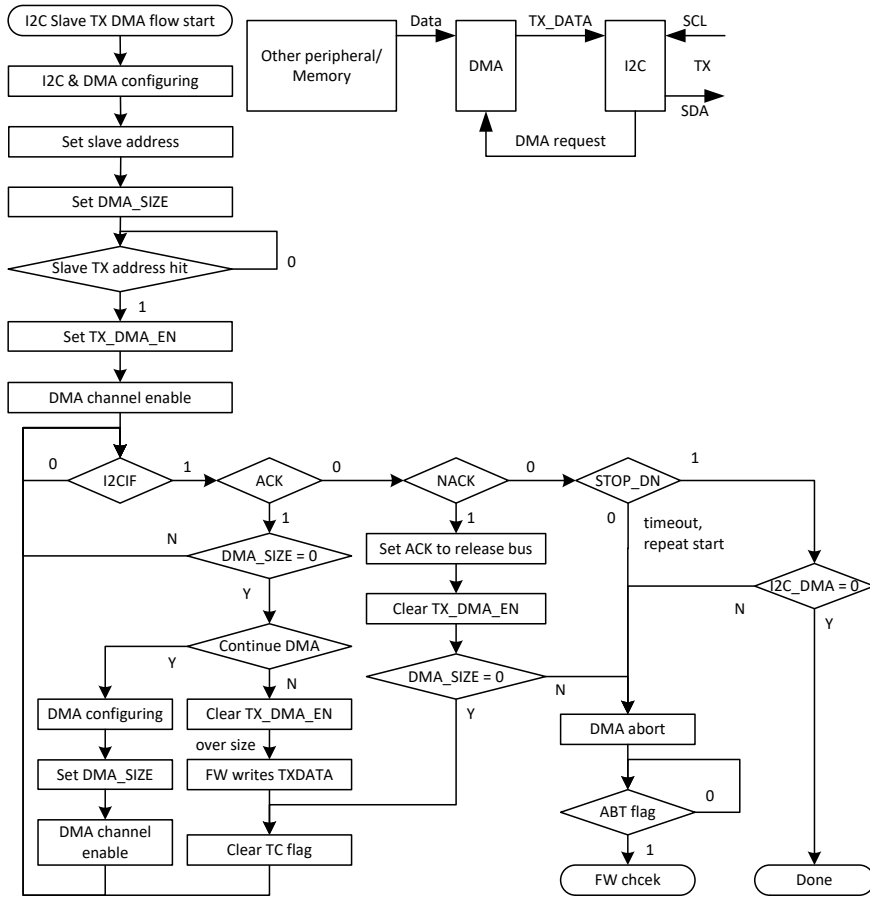 I2C Slave TX DMA flow start
I2C & DMA configuring
Set slave address
Set DMA_SIZE
Slave TX address hit
0
1
Set TX_DMA_EN
DMA channel enable
Other peripheral/
Memory
Data
DMA
TX_DATA
I2C
SCL
TX
SDA
DMA request
0
I2CIF
1
ACK
0
NACK
0
STOP_DN
1
1
1
0
timeout,
repeat start
N
DMA_SIZE = 0
Y
Set ACK to release bus
Clear TX_DMA_EN
I2C_DMA = 0
N
Y
Continue DMA
Y
N
DMA_SIZE = 0
N
Y
DMA configuring
Set DMA_SIZE
DMA channel
enable
Clear TX_DMA_EN
over size
FW writes TXDATA
Clear TC flag
DMA abort
ABT flag
0
1
FW chcek
Done